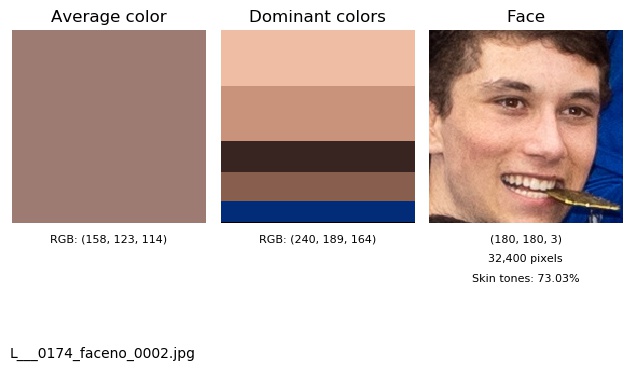 Average color
Dominant colors
Face
RGB: (158, 123, 114)
RGB: (240, 189, 164)
(180, 180, 3)
32,400 pixels
Skin tones: 73.03%
L___0174_faceno_0002.jpg